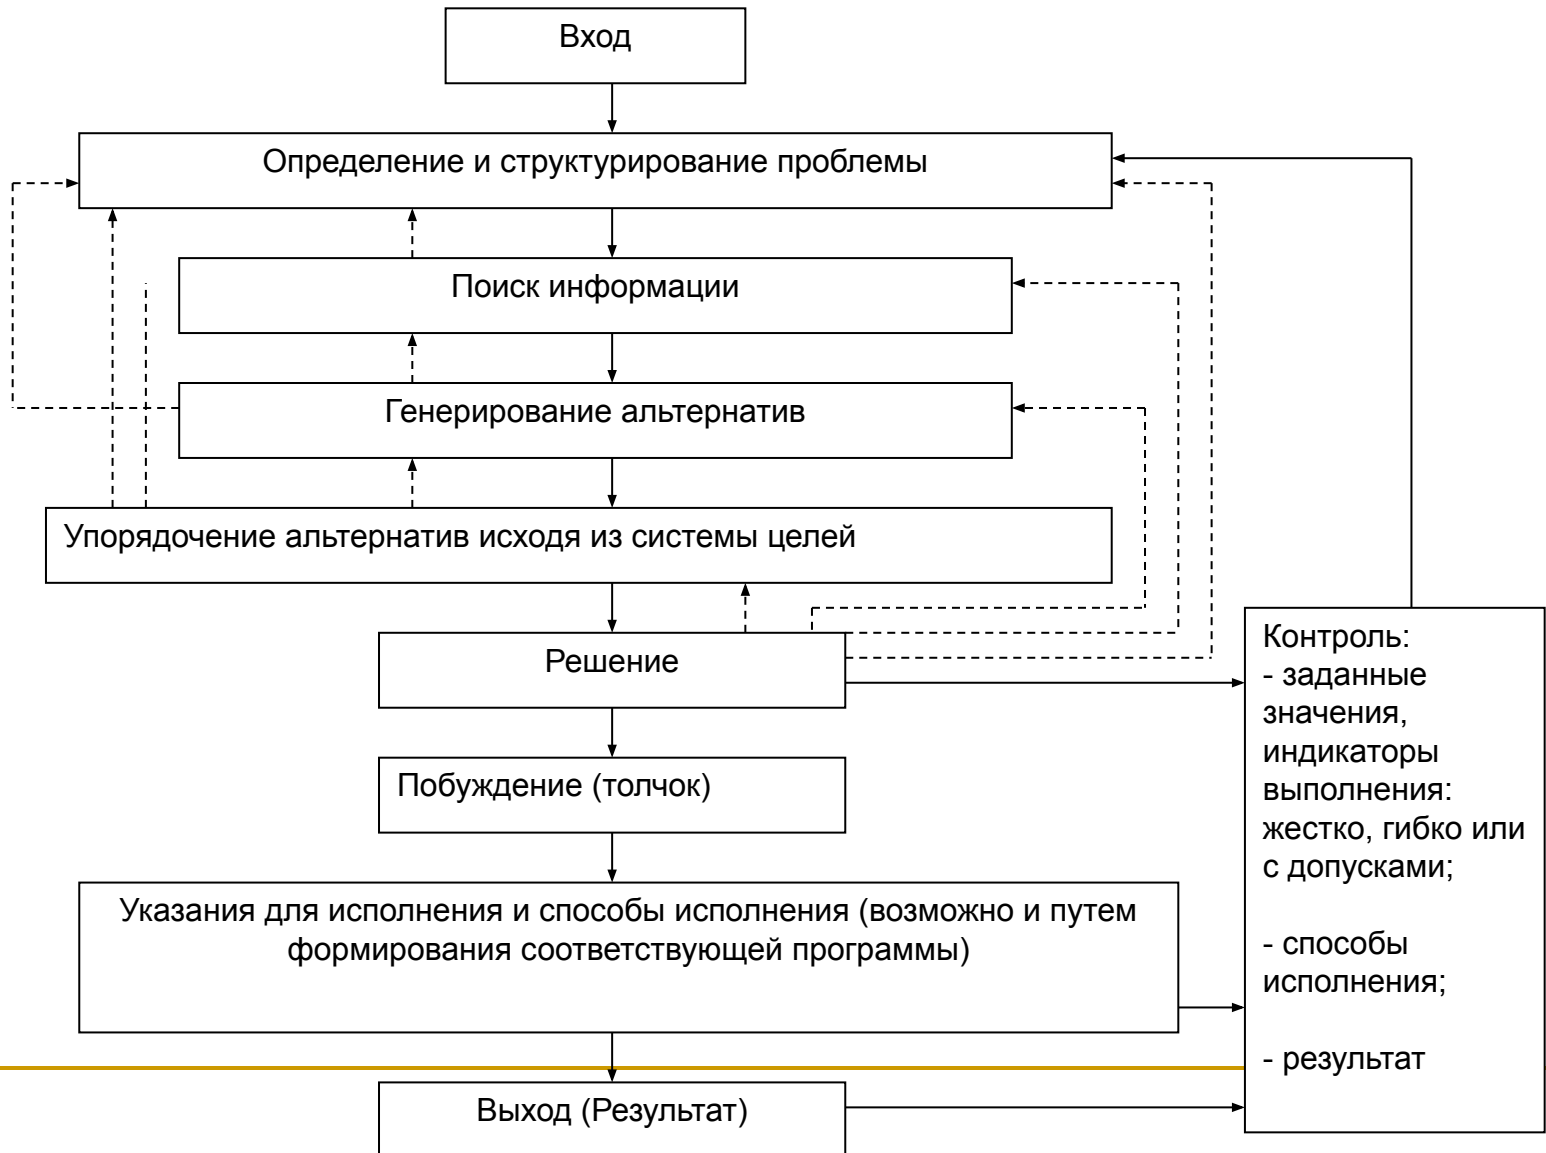 Вход
Определение и структурирование проблемы
Поиск информации
Генерирование альтернатив
Упорядочение альтернатив исходя из системы целей
Решение
Побуждение (толчок)
Указания для исполнения и способы исполнения (возможно и путем
формирования соответствующей программы)
Выход (Результат)
Контроль:
- заданные
значения,
индикаторы
выполнения:
жестко, гибко или
с допусками;
- способы
исполнения;
- результат